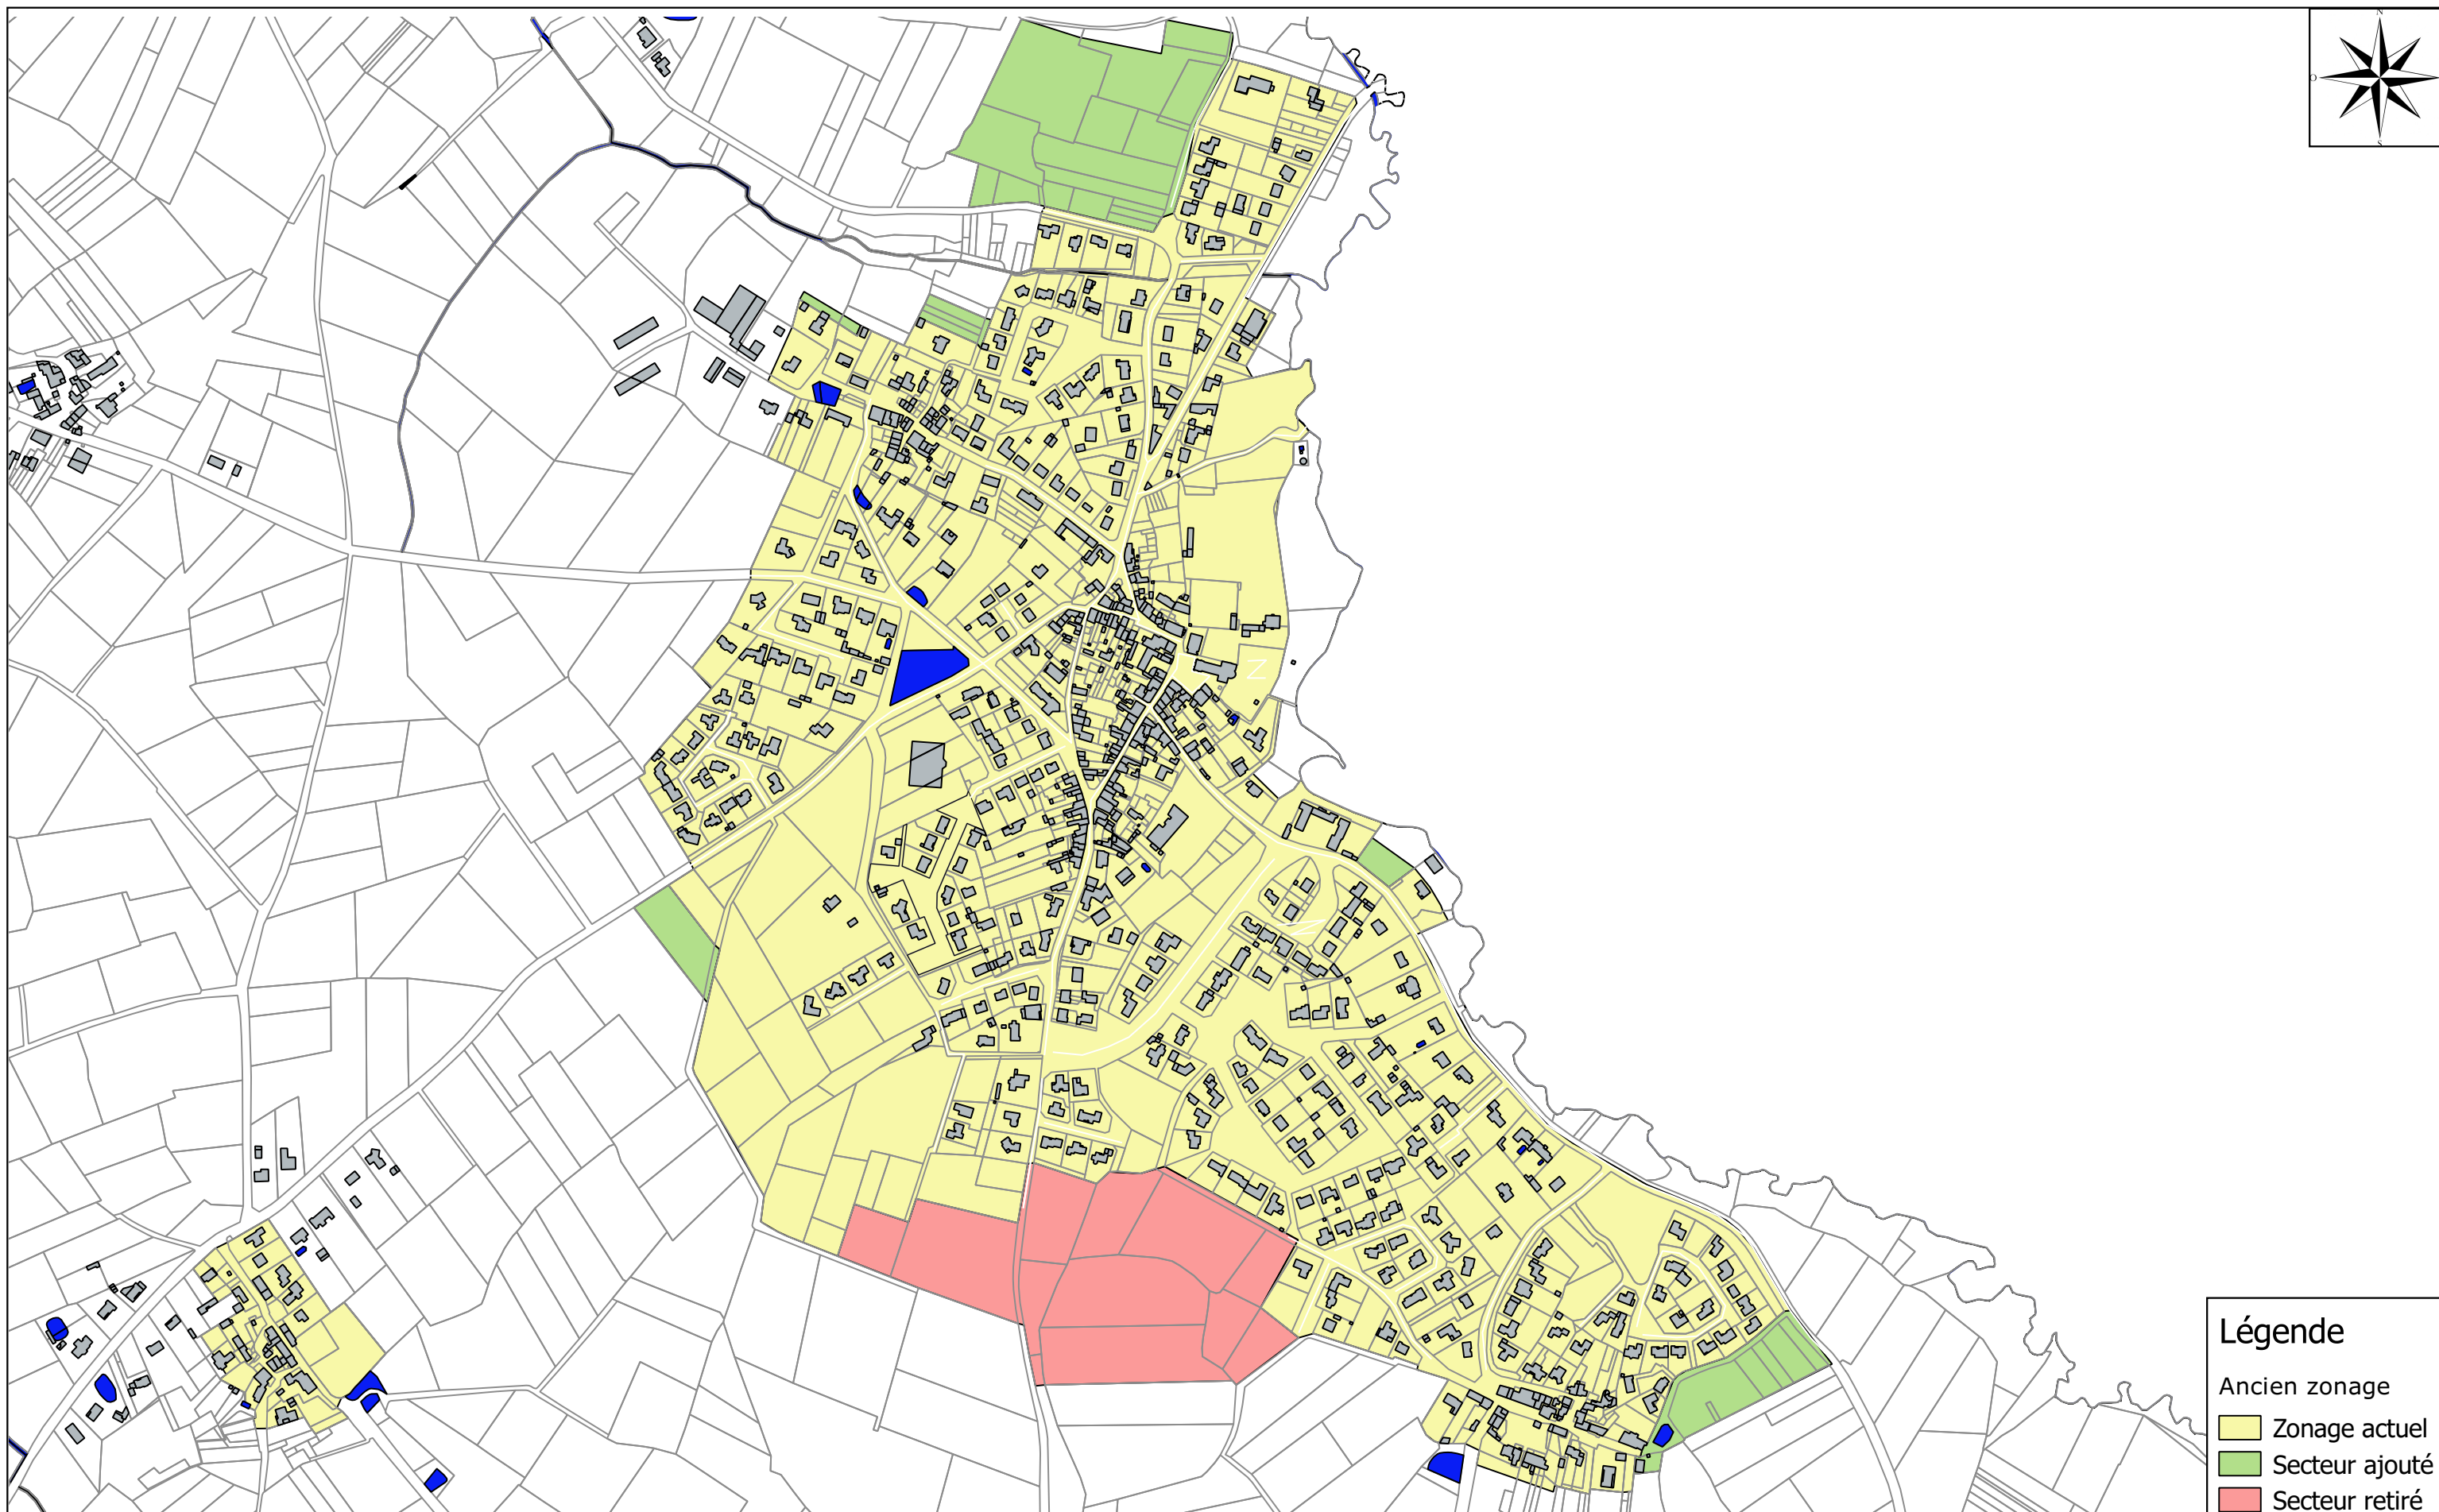 N
O
S
Légende
Ancien zonage
Zonage actuel
Secteur ajouté
Secteur retiré